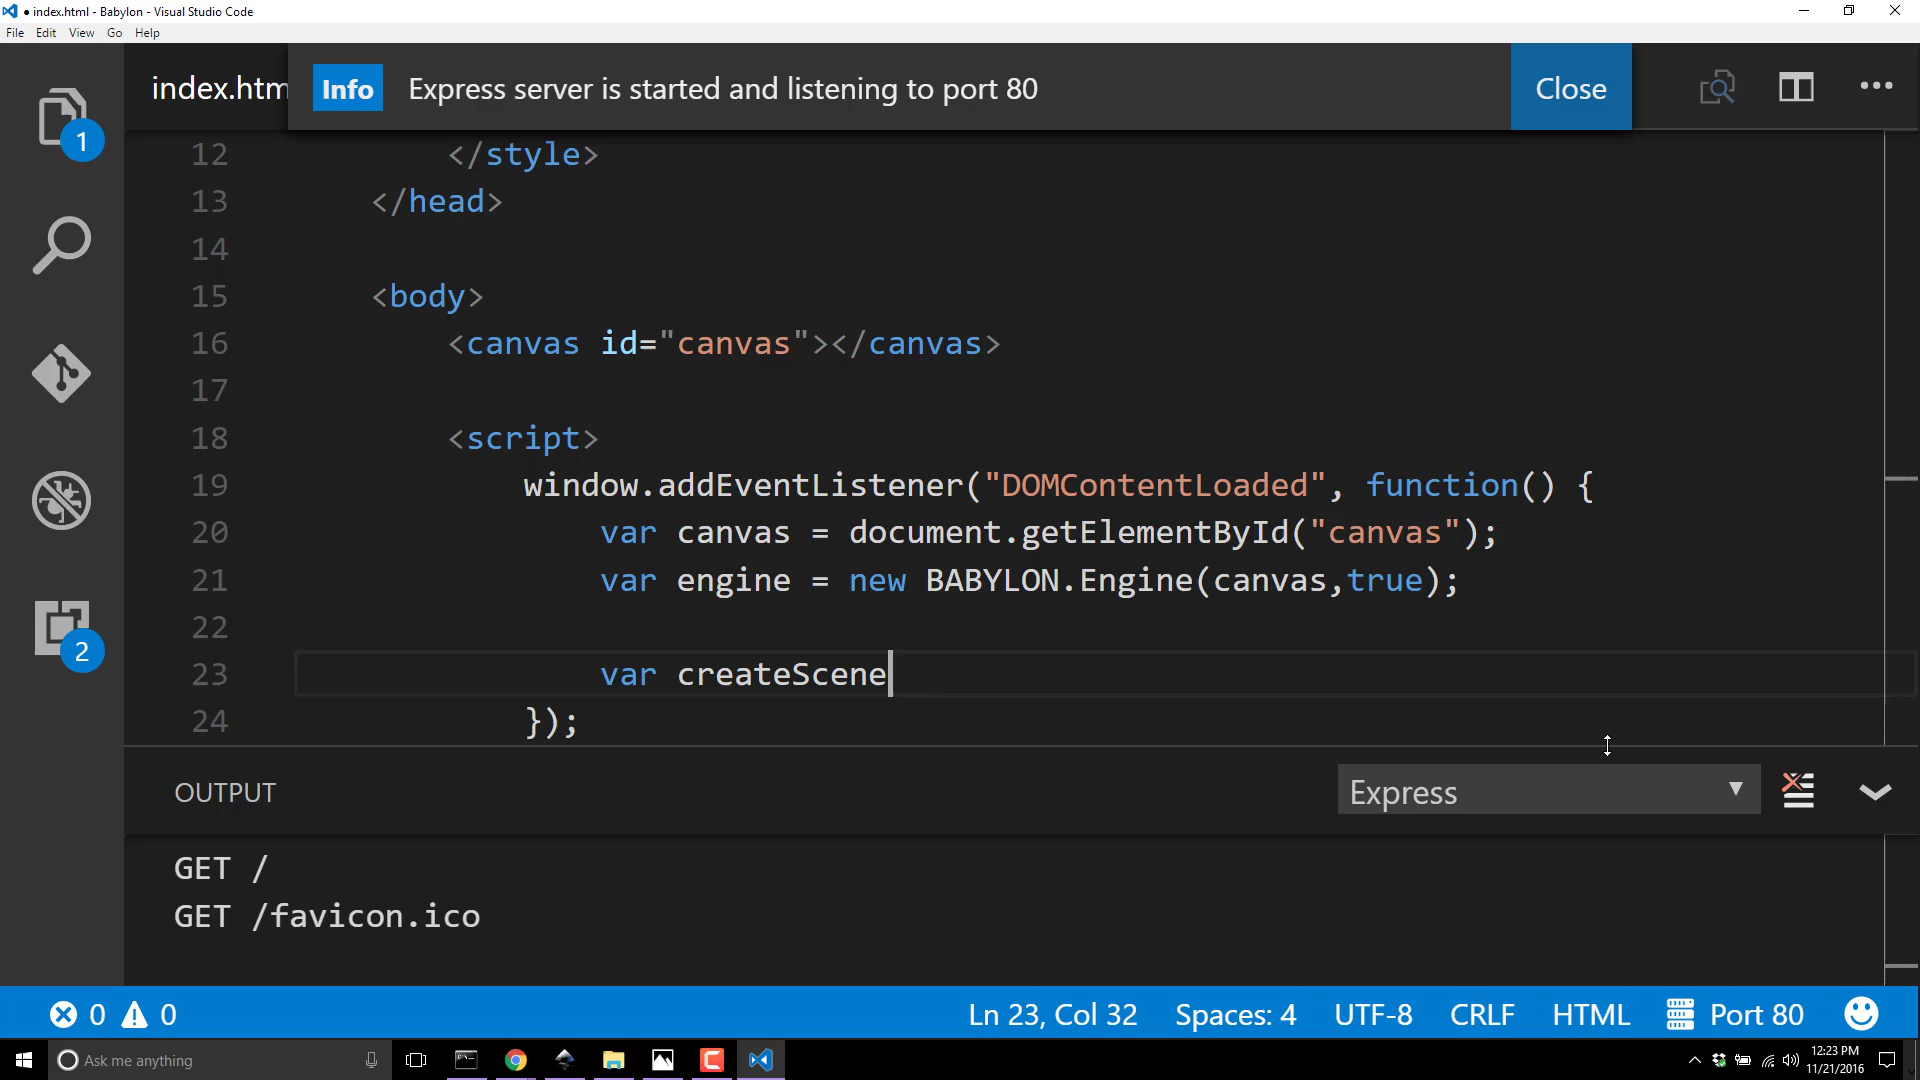 ● index.html - Babylon - Visual Studio Code
File Edit View Go Help
index.htm
Info Express server is started and listening to port 80 Close
1
12 </style>
13 </head>
14
15 <body>
16 <canvas id="canvas"></canvas>
17
18 <script>
19 window.addEventListener("DOMContentLoaded", function() {
20 var canvas = document.getElementById("canvas");
21 var engine = new BABYLON.Engine(canvas,true);
22
2
23 var createScene
24 });
OUTPUT Express
GET /
GET /favicon.ico
0 0 Ln 23, Col 32 Spaces: 4 UTF-8 CRLF HTML Port 80
Ask me anything
12:23 PM
11/21/2016